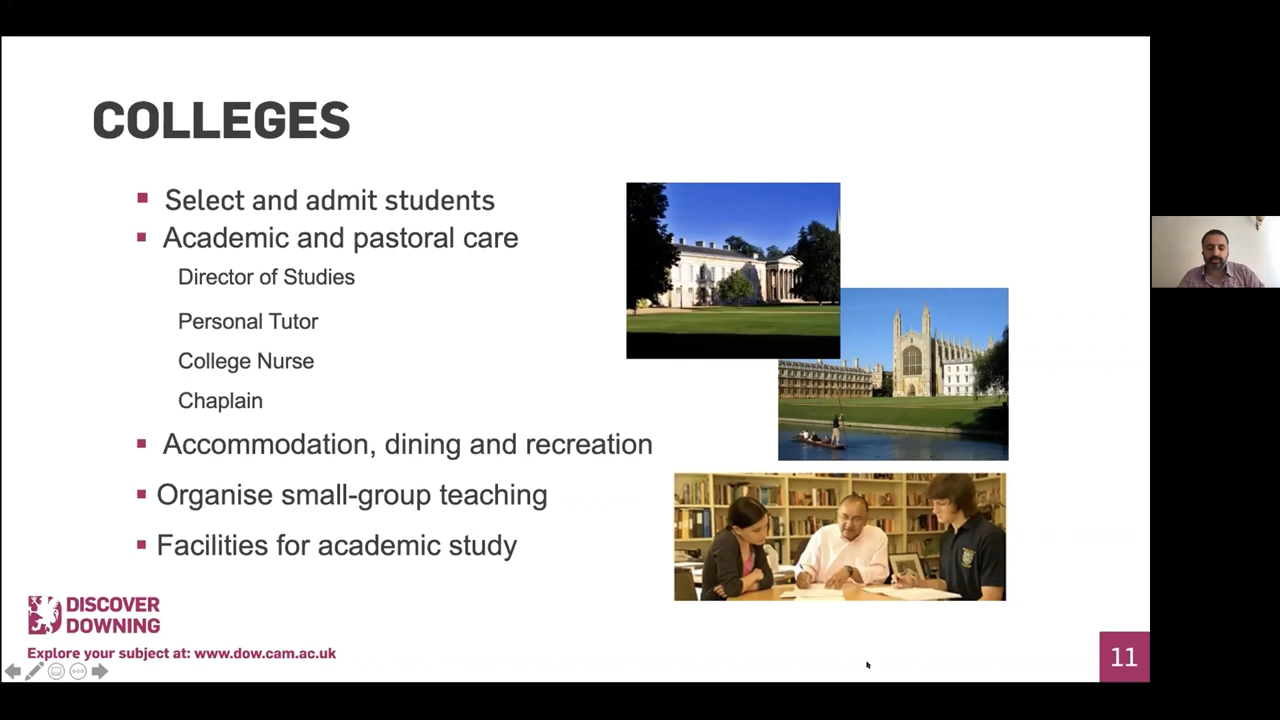 COLLEGES
Select and admit students
Academic and pastoral care
Director of Studies
Personal Tutor
College Nurse
Chaplain
Accommodation, dining and recreation
Organise small-group teaching
Facilities for academic study
DISCOVER
DOWNING
Explore your subject at: www.dow.cam.ac.uk
11